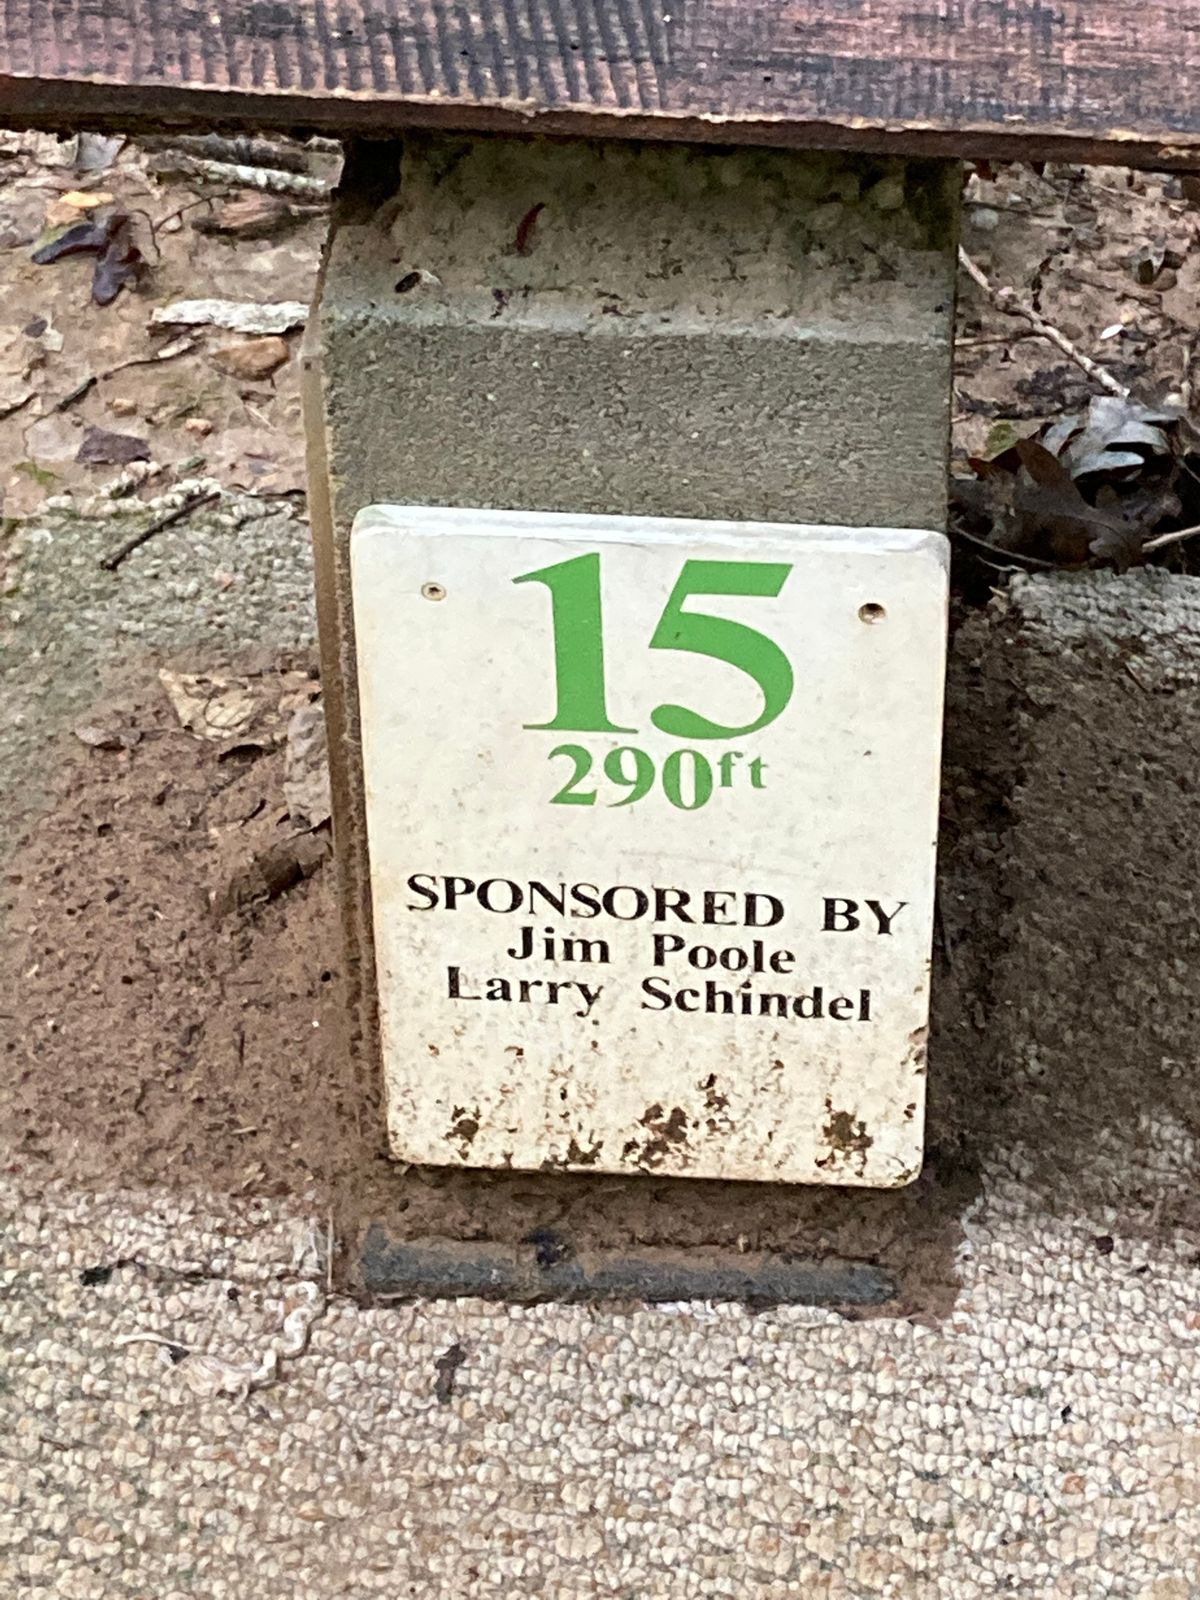 15
290ft
SPONSORED BY
Jim Poole
Larry Schindel